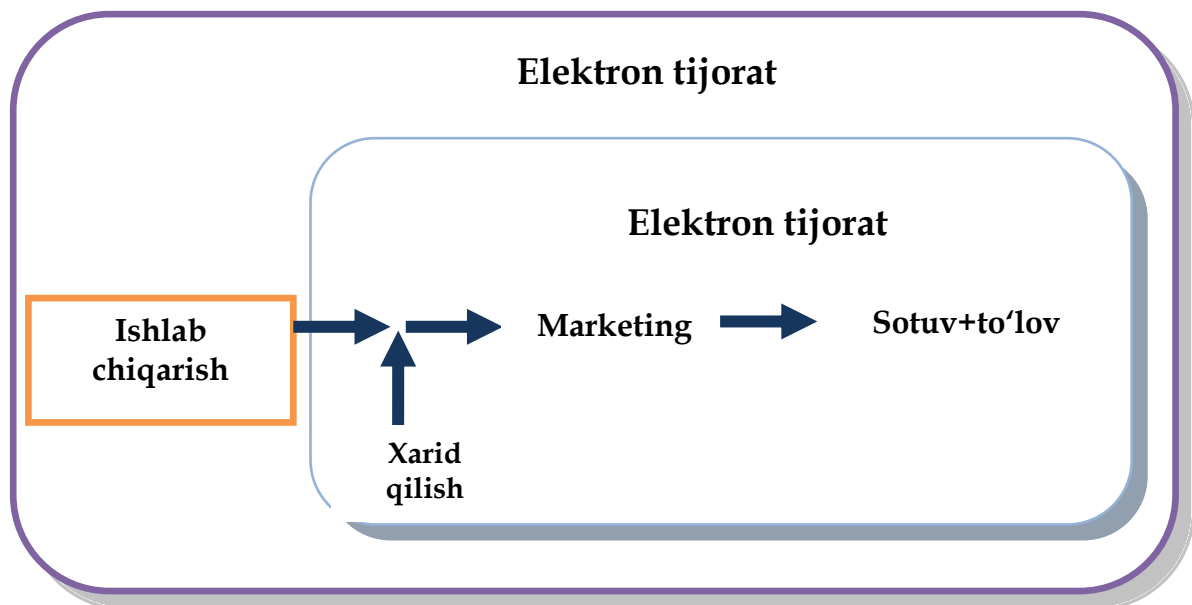 Elektron tijorat
Elektron tijorat
Ishlab
chiqarish
Marketing
Sotuv+to‘lov
Xarid
qilish